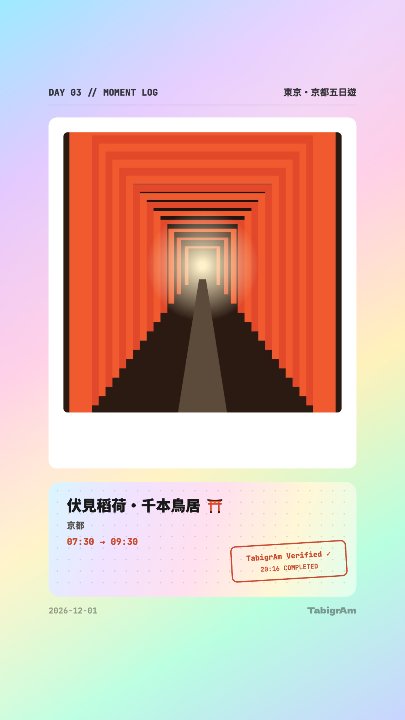 DAY 03 // MOMENT LOG
東京・京都五日遊
伏見稻荷・千本鳥居 ⛩️
京都
07:30 → 09:30
TabigrAm Verified ✓
20:16 COMPLETED
2026-12-01
TabigrAm